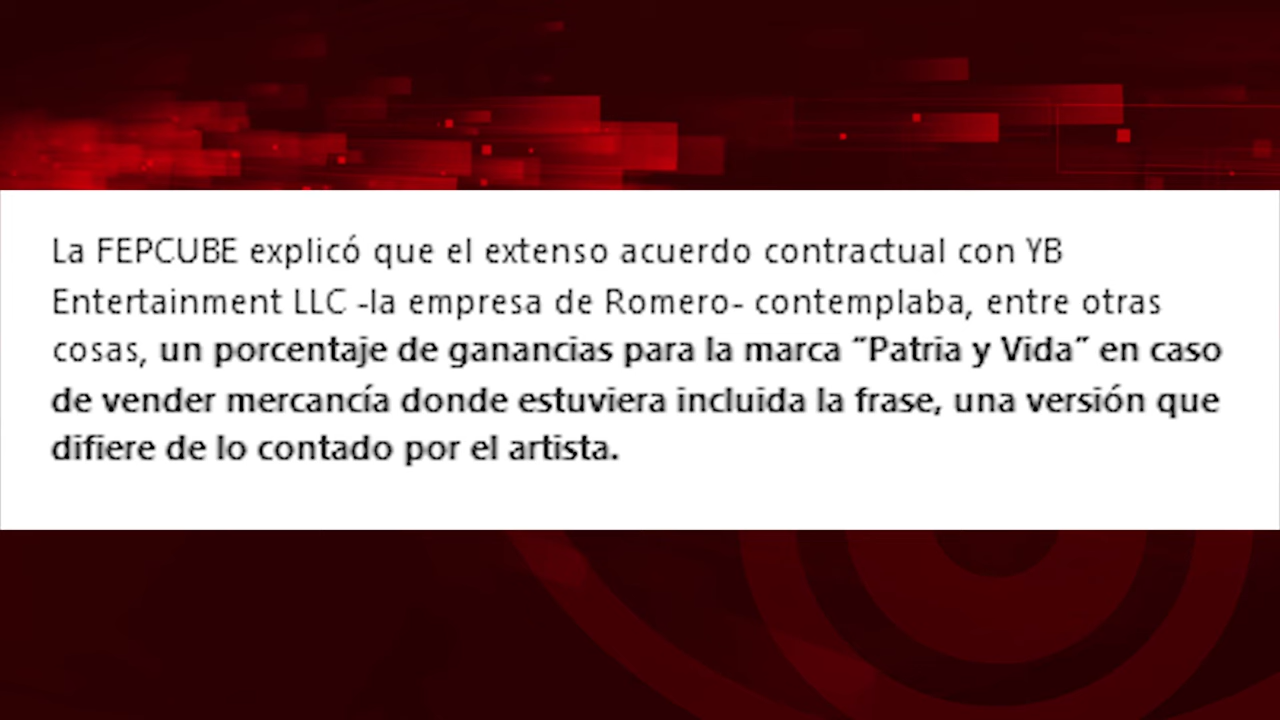 La FEPCUBE explicó que el extenso acuerdo contractual con YB
Entertainment LLC -la empresa de Romero- contemplaba, entre otras
cosas, un porcentaje de ganancias para la marca ˝Patria y Vida˝ en caso
de vender mercancía donde estuviera incluida la frase, una versión que
difiere de lo contado por el artista.